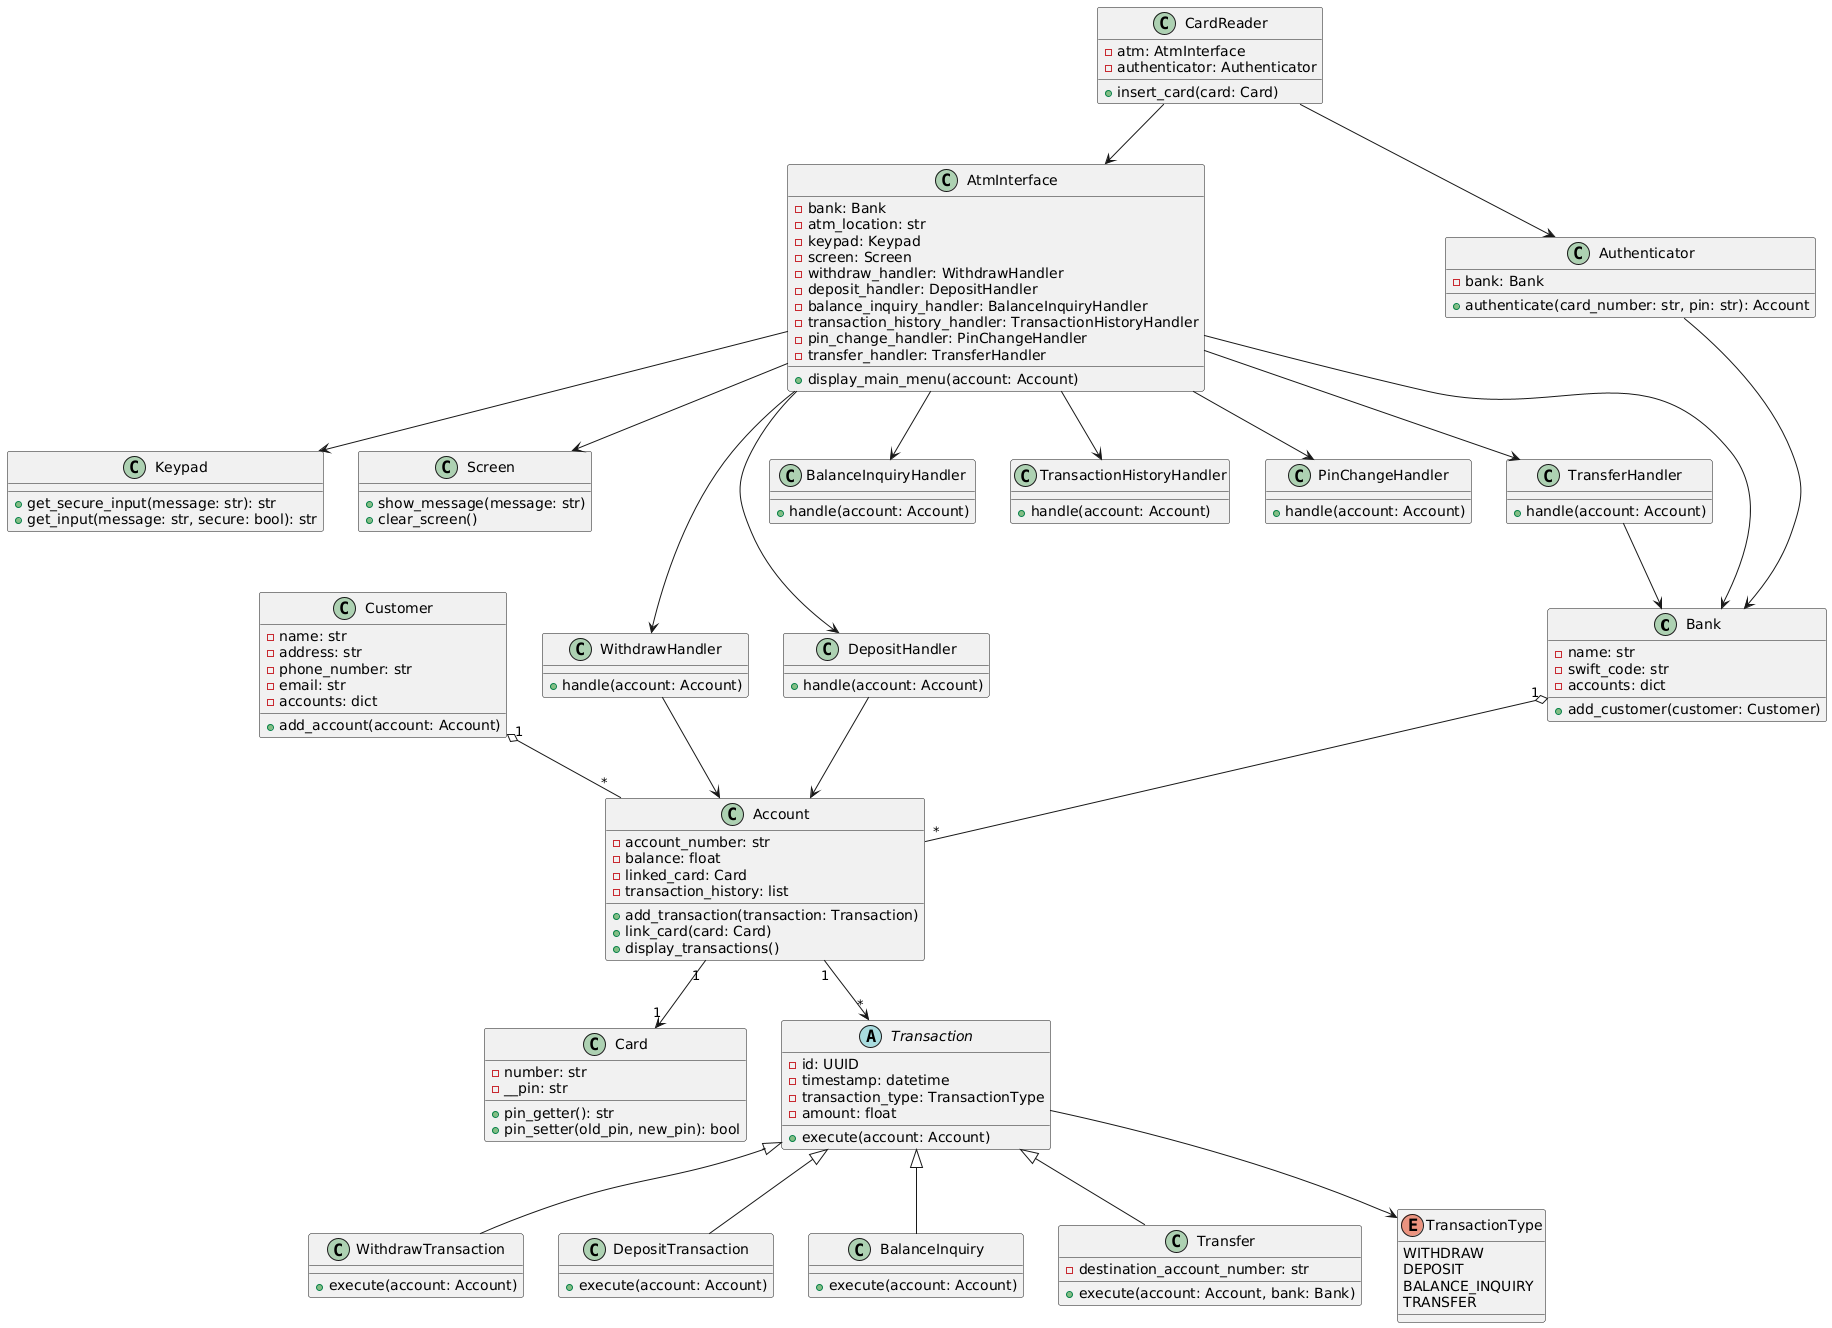 C CardReader
atm: AtmInterface
authenticator: Authenticator
insert_card(card: Card)
C AtmInterface
bank: Bank
atm_location: str
keypad: Keypad
screen: Screen
withdraw_handler: WithdrawHandler
deposit_handler: DepositHandler
balance_inquiry_handler: BalanceInquiryHandler
transaction_history_handler: TransactionHistoryHandler
pin_change_handler: PinChangeHandler
transfer_handler: TransferHandler
display_main_menu(account: Account)
C Authenticator
bank: Bank
authenticate(card_number: str, pin: str): Account
C Keypad
get_secure_input(message: str): str
get_input(message: str, secure: bool): str
C Screen
show_message(message: str)
clear_screen()
C BalanceInquiryHandler
handle(account: Account)
C TransactionHistoryHandler
handle(account: Account)
C PinChangeHandler
handle(account: Account)
C TransferHandler
handle(account: Account)
C Customer
name: str
address: str
phone_number: str
email: str
accounts: dict
add_account(account: Account)
C WithdrawHandler
handle(account: Account)
C DepositHandler
handle(account: Account)
C Bank
name: str
swift_code: str
accounts: dict
add_customer(customer: Customer)
1
*
1
*
C Account
account_number: str
balance: float
linked_card: Card
transaction_history: list
add_transaction(transaction: Transaction)
link_card(card: Card)
display_transactions()
1
1
1
*
C Card
number: str
__pin: str
pin_getter(): str
pin_setter(old_pin, new_pin): bool
A Transaction
id: UUID
timestamp: datetime
transaction_type: TransactionType
amount: float
execute(account: Account)
C WithdrawTransaction
execute(account: Account)
C DepositTransaction
execute(account: Account)
C BalanceInquiry
execute(account: Account)
C Transfer
destination_account_number: str
execute(account: Account, bank: Bank)
E TransactionType
WITHDRAW
DEPOSIT
BALANCE_INQUIRY
TRANSFER